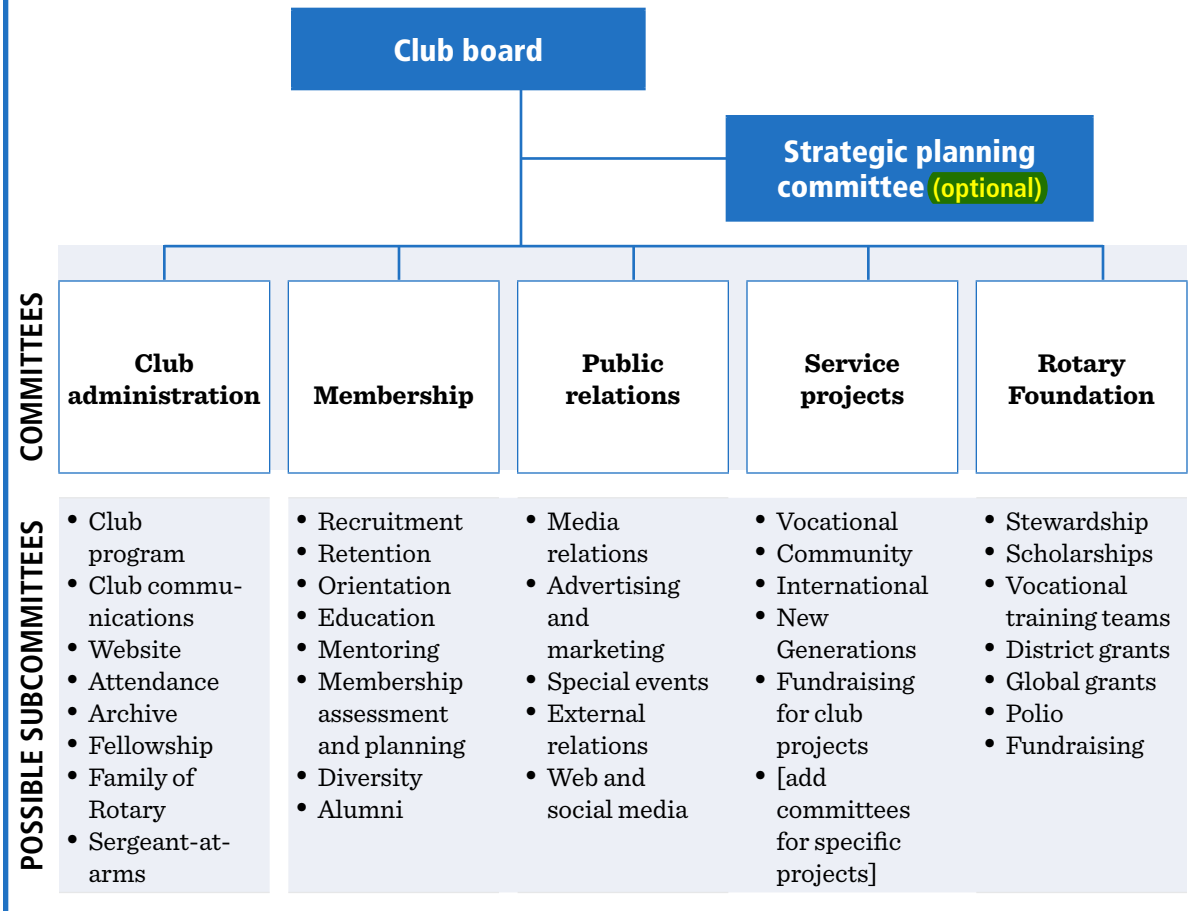 Club board
Strategic planning
committee (optional)
COMMITTEES
Club
administration
Membership
Public
relations
Service
projects
Rotary
Foundation
POSSIBLE SUBCOMMITTEES
• Club
program
• Club commu-
nications
• Website
• Attendance
• Archive
• Fellowship
• Family of
Rotary
• Sergeant-at-
arms
• Recruitment
• Retention
• Orientation
• Education
• Mentoring
• Membership
assessment
and planning
• Diversity
• Alumni
• Media
relations
• Advertising
and
marketing
• Special events
• External
relations
• Web and
social media
• Vocational
• Community
• International
• New
Generations
• Fundraising
for club
projects
• [add
committees
for specific
projects]
• Stewardship
• Scholarships
• Vocational
training teams
• District grants
• Global grants
• Polio
• Fundraising